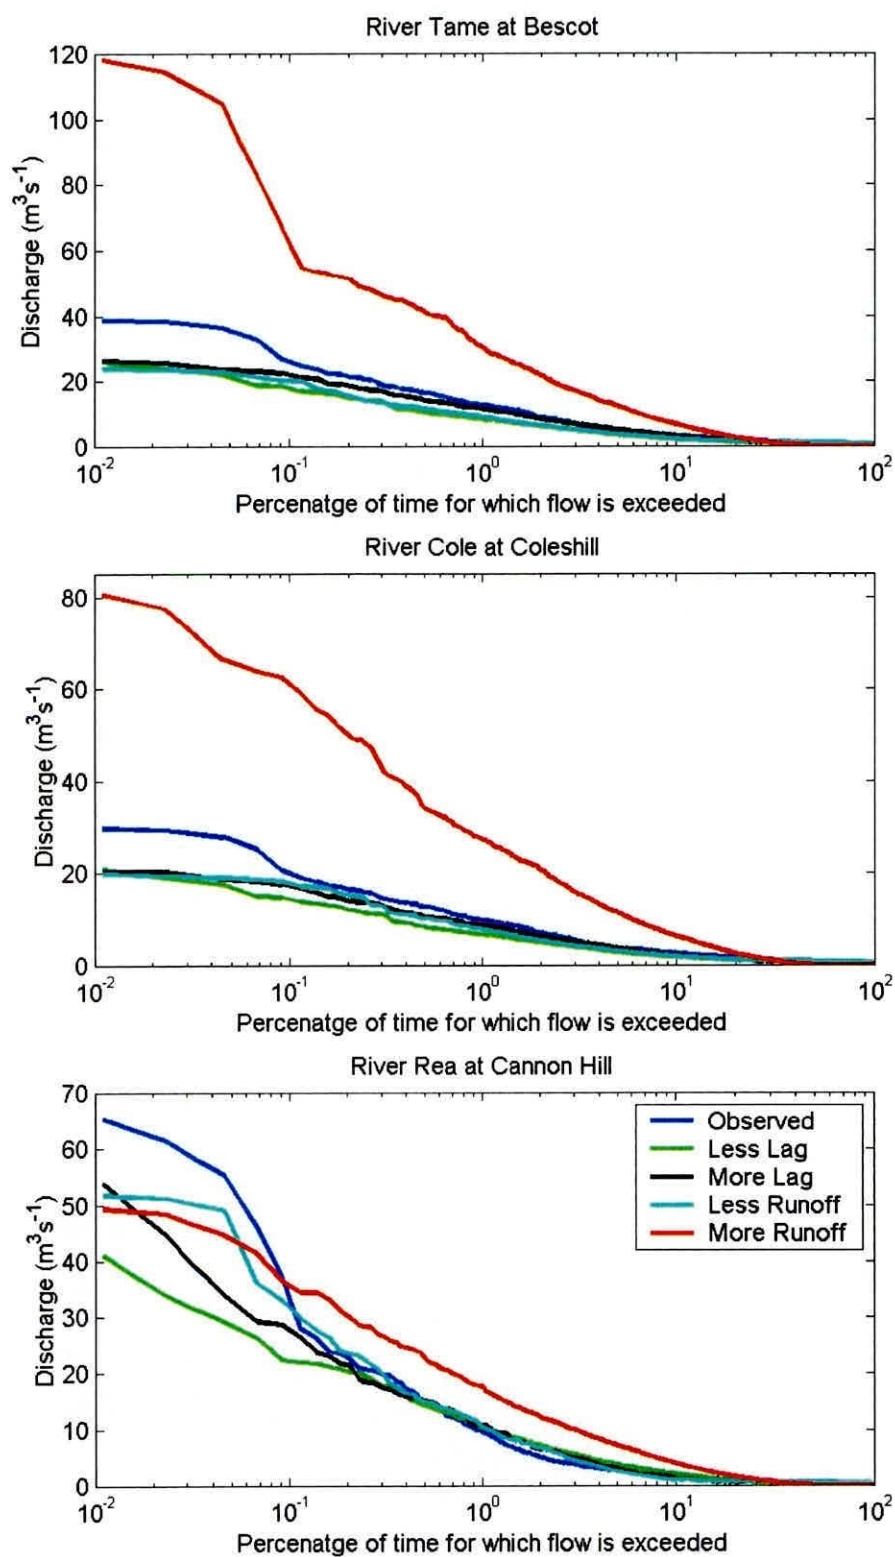 River Tame at Bescot
120
100
80
60
40
20
0
Discharge (m³s⁻¹)
10⁻² 10⁻¹ 10⁰ 10¹ 10²
Percenatge of time for which flow is exceeded
River Cole at Coleshill
80
60
40
20
0
Discharge (m³s⁻¹)
10⁻² 10⁻¹ 10⁰ 10¹ 10²
Percenatge of time for which flow is exceeded
River Rea at Cannon Hill
70
60
50
40
30
20
10
0
Discharge (m³s⁻¹)
Observed
Less Lag
More Lag
Less Runoff
More Runoff
10⁻² 10⁻¹ 10⁰ 10¹ 10²
Percenatge of time for which flow is exceeded